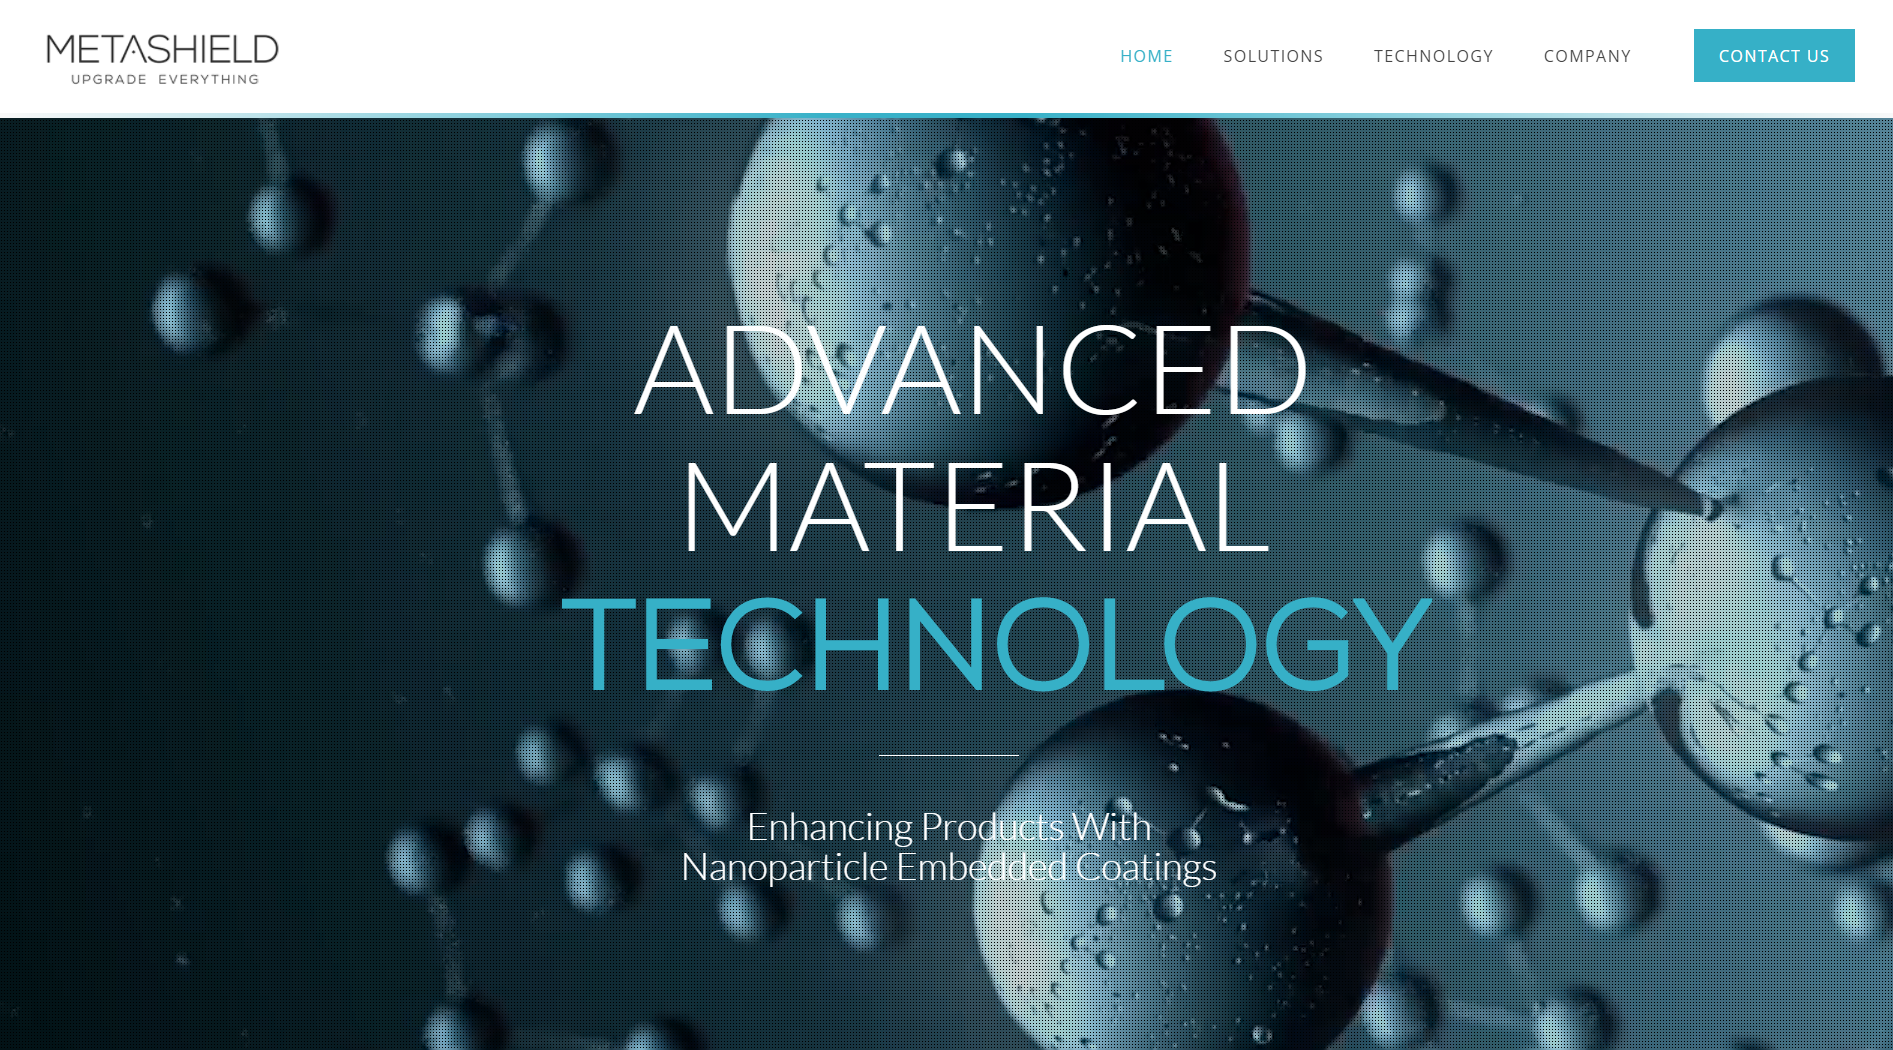 METASHIELD
UPGRADE EVERYTHING
HOME SOLUTIONS TECHNOLOGY COMPANY CONTACT US
ADVANCED
MATERIAL
TECHNOLOGY
Enhancing Products With
Nanoparticle Embedded Coatings